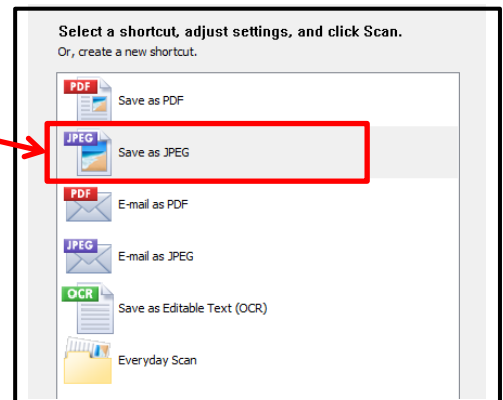 Select a shortcut, adjust settings, and click Scan.
Or, create a new shortcut.
PDF
Save as PDF
JPEG
Save as JPEG
PDF
E-mail as PDF
JPEG
E-mail as JPEG
OCR
Save as Editable Text (OCR)
Everyday Scan